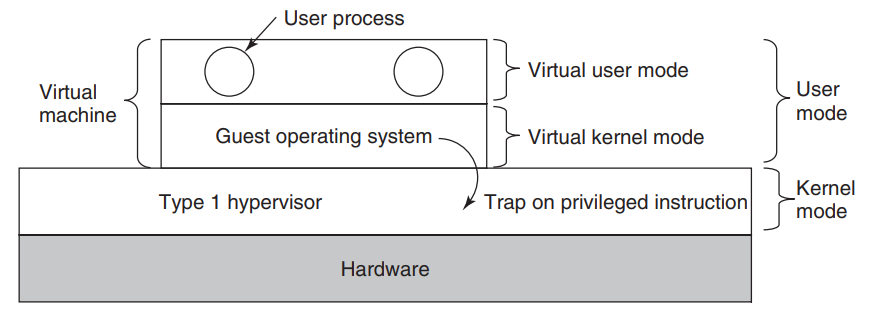 User process
Virtual
machine
Virtual user mode
User
mode
Guest operating system
Virtual kernel mode
Type 1 hypervisor
Trap on privileged instruction
Kernel
mode
Hardware